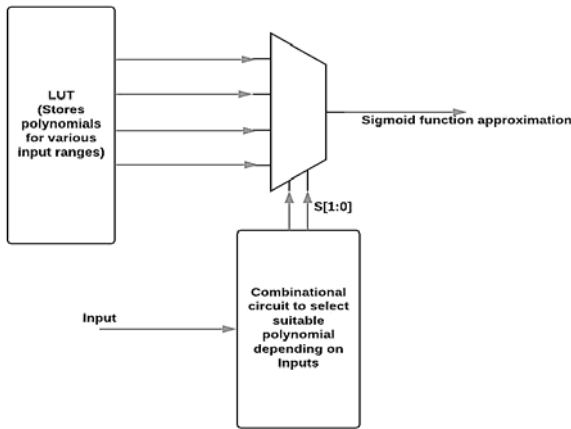 LUT
(Stores
polynomials
for various
input ranges)
Sigmoid function approximation
S[1:0]
Input
Combinational
circuit to select
suitable
polynomial
depending on
Inputs